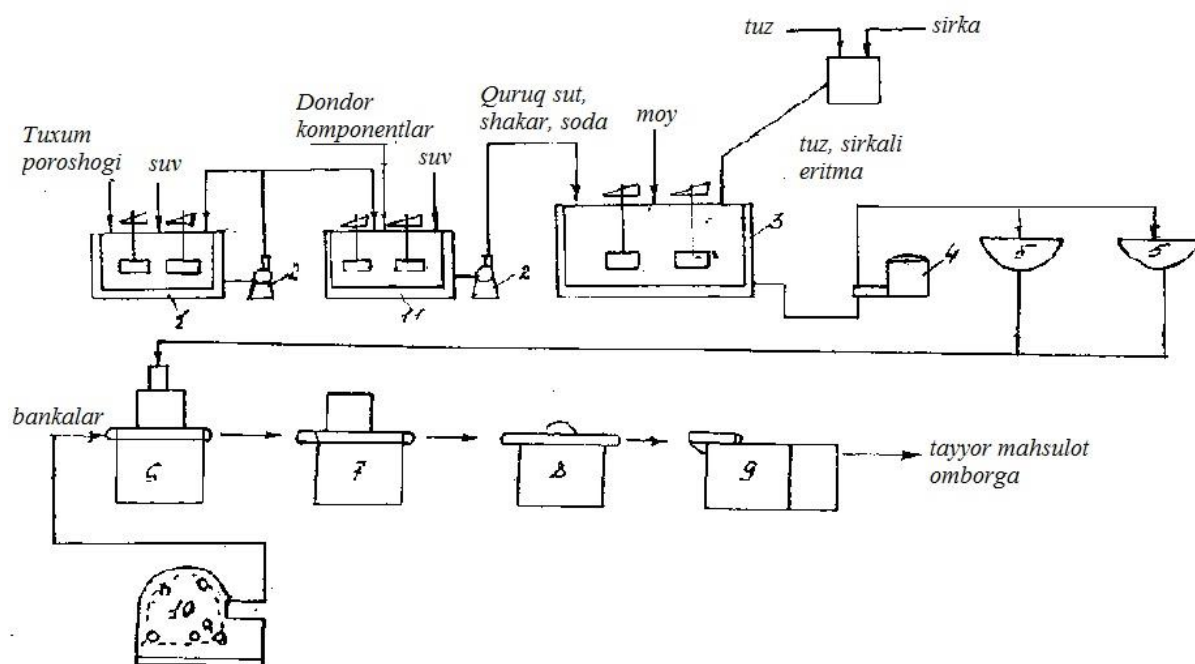 tuz
sirka
Quruq sut,
shakar, soda
moy
Dondor
komponentlar
Tuxum
poroshogi
suv
suv
tuz, sirkali
eritma
3
2
2
4
5
5
1
11
bankalar
6
7
8
9
tayyor mahsulot
omborga
10